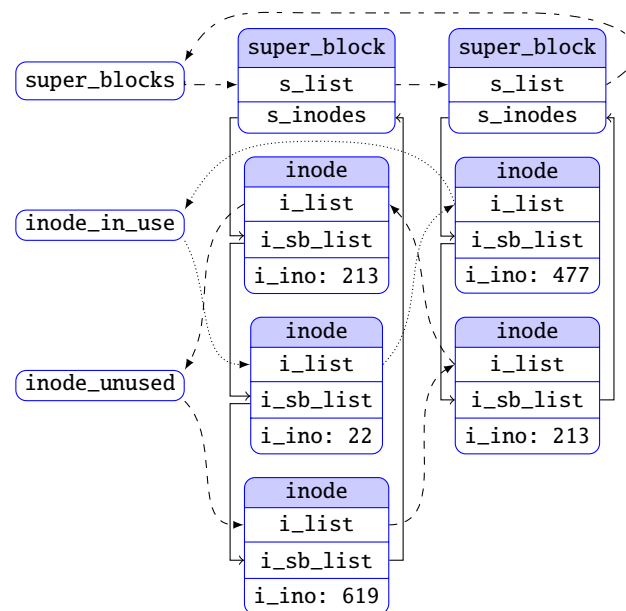 super_blocks
super_block
s_list
s_inodes
super_block
s_list
s_inodes
inode_in_use
inode
i_list
i_sb_list
i_ino: 213
inode
i_list
i_sb_list
i_ino: 477
inode_unused
inode
i_list
i_sb_list
i_ino: 22
inode
i_list
i_sb_list
i_ino: 213
inode
i_list
i_sb_list
i_ino: 619